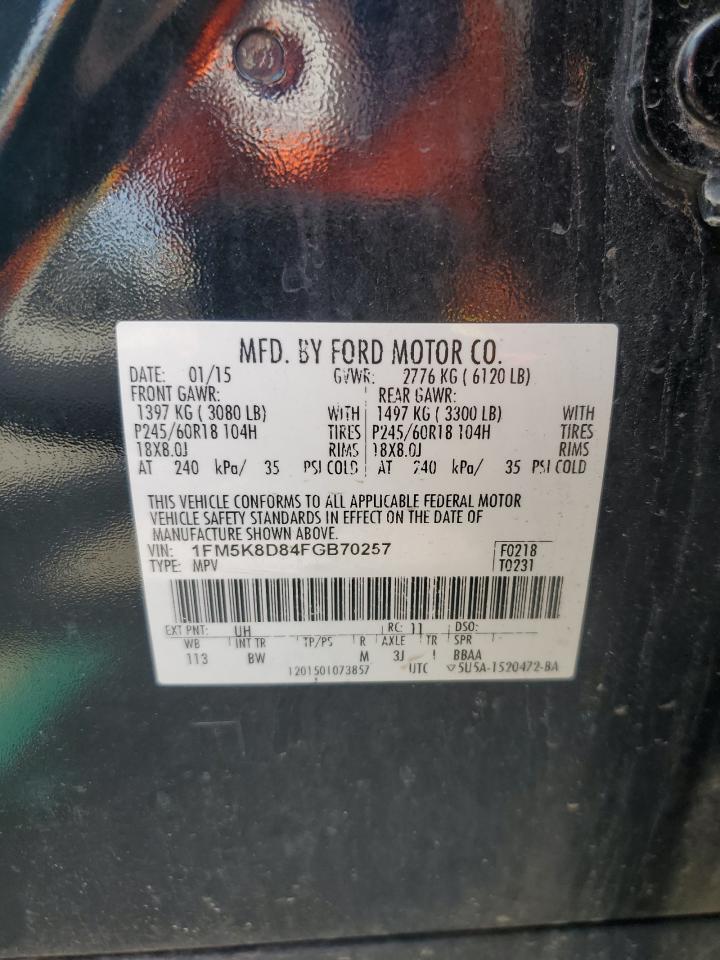 MFD. BY FORD MOTOR CO.
DATE: 01/15 GVWR: 2776 KG ( 6120 LB)
FRONT GAWR: REAR GAWR:
1397 KG ( 3080 LB) WITH 1497 KG ( 3300 LB) WITH
P245/60R18 104H TIRES P245/60R18 104H TIRES
18X8.0J RIMS 18X8.0J RIMS
AT 240 kPa/ 35 PSI COLD AT 240 kPa/ 35 PSI COLD
THIS VEHICLE CONFORMS TO ALL APPLICABLE FEDERAL MOTOR
VEHICLE SAFETY STANDARDS IN EFFECT ON THE DATE OF
MANUFACTURE SHOWN ABOVE.
VIN: 1FM5K8D84FGB70257 F0218
TYPE: MPV T0231
EXT PNT: UH RC: 11 DSO:
WB INT TR TP/PS R AXLE TR SPR
113 BW M 3J BBAA
1201501073857 UTC ▽5U5A-1520472-BA